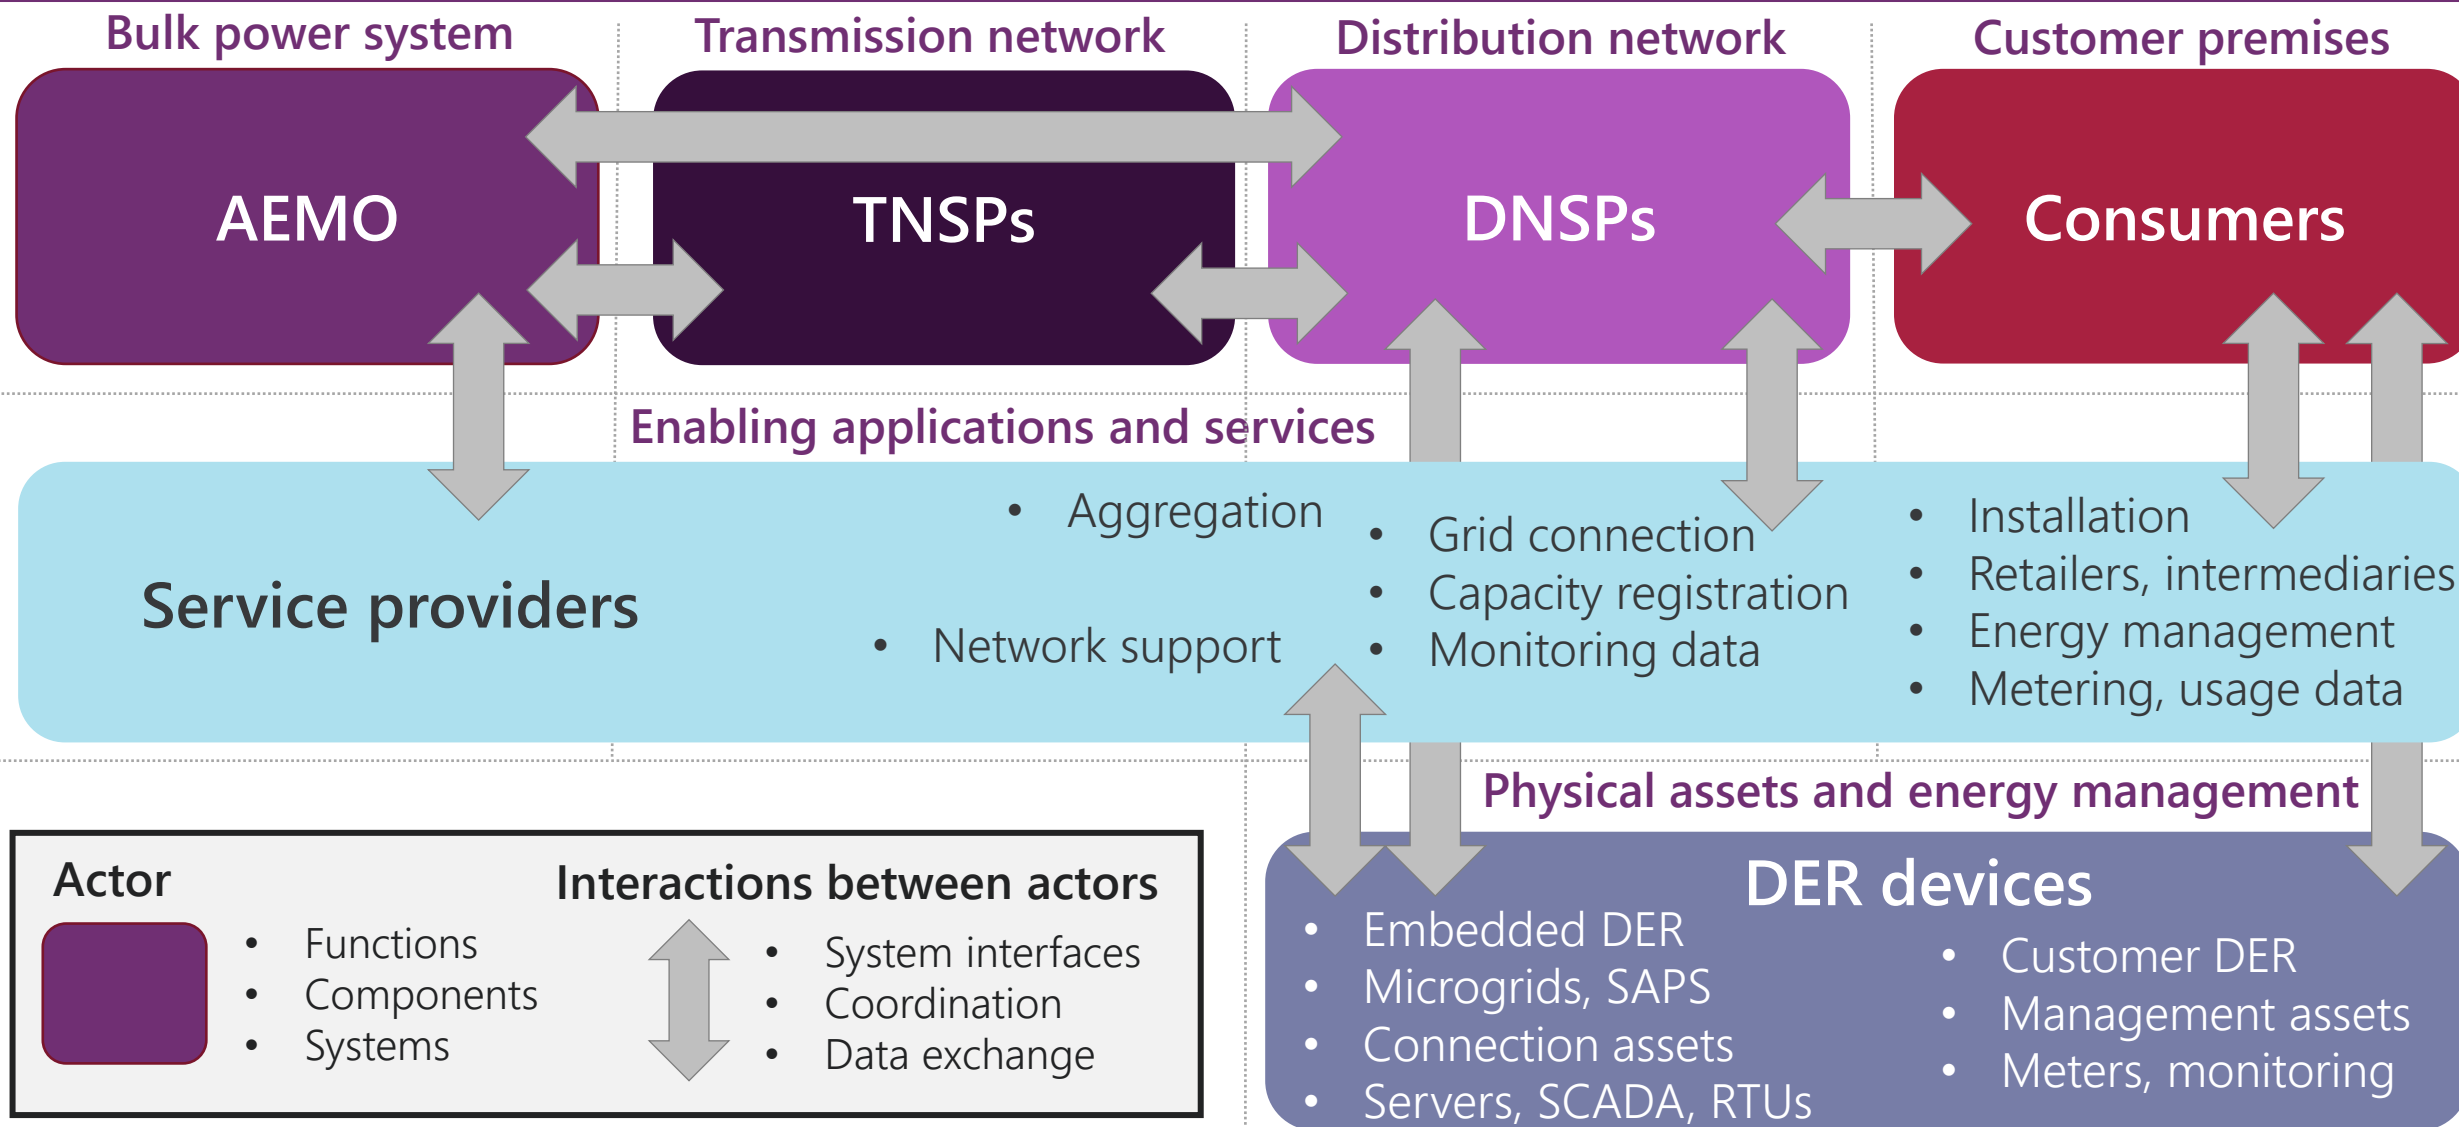 Bulk power system
Transmission network
Distribution network
Customer premises
AEMO
TNSPs
DNSPs
Consumers
Enabling applications and services
Service providers
• Aggregation
• Network support
• Grid connection
• Capacity registration
• Monitoring data
• Installation
• Retailers, intermediaries
• Energy management
• Metering, usage data
Physical assets and energy management
DER devices
• Embedded DER
• Microgrids, SAPS
• Connection assets
• Servers, SCADA, RTUs
• Customer DER
• Management assets
• Meters, monitoring
Actor
• Functions
• Components
• Systems
Interactions between actors
• System interfaces
• Coordination
• Data exchange